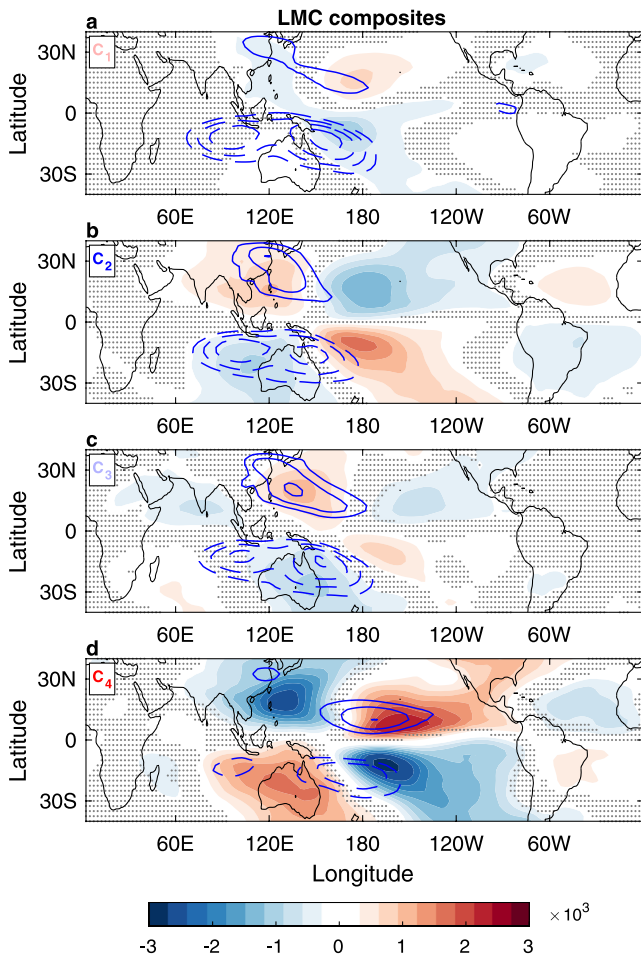 LMC composites
a
C1
30N
0
30S
Latitude
60E 120E 180 120W 60W
b
C2
30N
0
30S
Latitude
60E 120E 180 120W 60W
c
C3
30N
0
30S
Latitude
60E 120E 180 120W 60W
d
C4
30N
0
30S
Latitude
60E 120E 180 120W 60W
Longitude
-3 -2 -1 0 1 2 3
× 10³